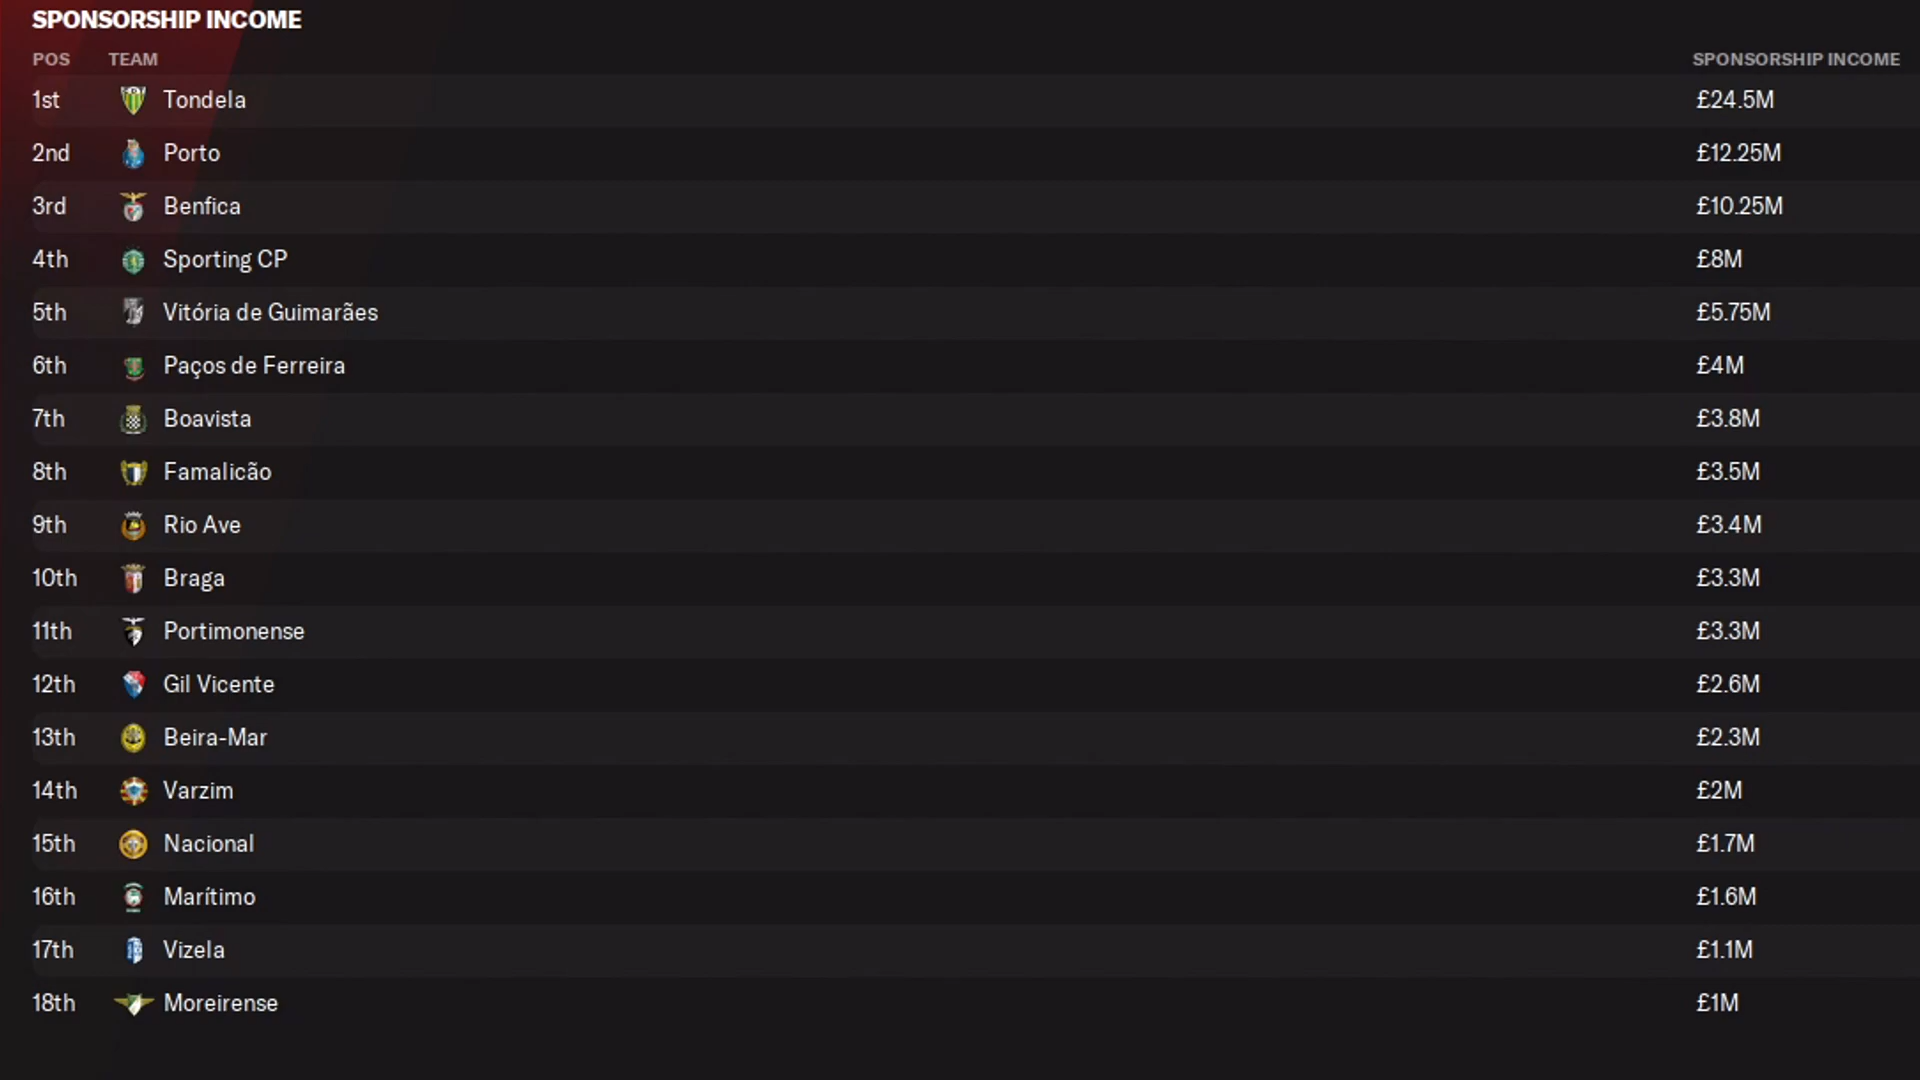 SPONSORSHIP INCOME
POS TEAM SPONSORSHIP INCOME
1st Tondela £24.5M
2nd Porto £12.25M
3rd Benfica £10.25M
4th Sporting CP £8M
5th Vitória de Guimarães £5.75M
6th Paços de Ferreira £4M
7th Boavista £3.8M
8th Famalicão £3.5M
9th Rio Ave £3.4M
10th Braga £3.3M
11th Portimonense £3.3M
12th Gil Vicente £2.6M
13th Beira-Mar £2.3M
14th Varzim £2M
15th Nacional £1.7M
16th Marítimo £1.6M
17th Vizela £1.1M
18th Moreirense £1M